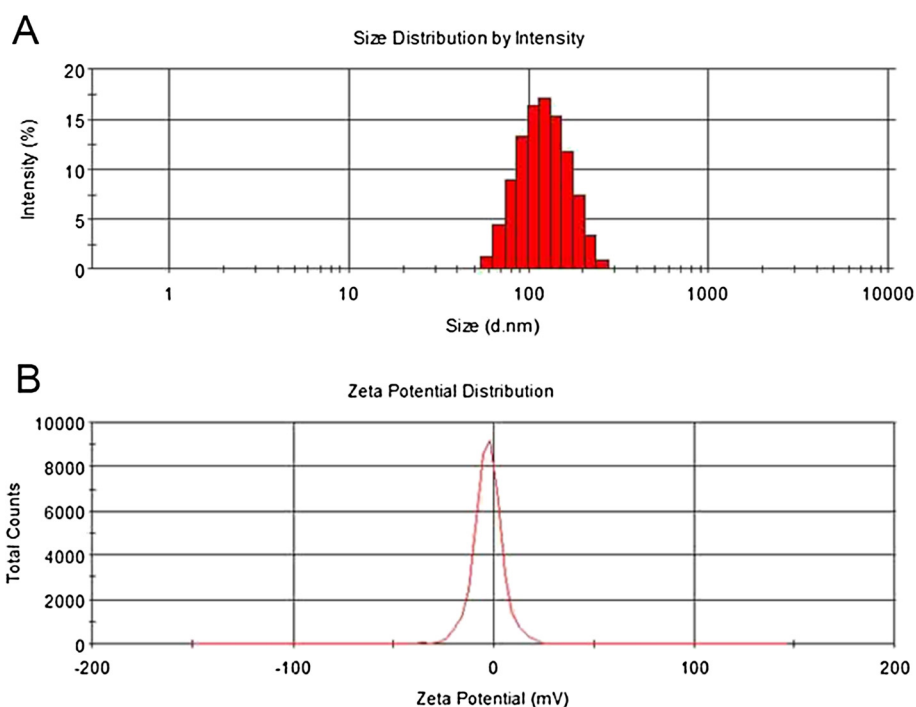 A
Size Distribution by Intensity
Intensity (%)
20
15
10
5
0
1 10 100 1000 10000
Size (d.nm)
B
Zeta Potential Distribution
Total Counts
10000
8000
6000
4000
2000
0
-200 -100 0 100 200
Zeta Potential (mV)